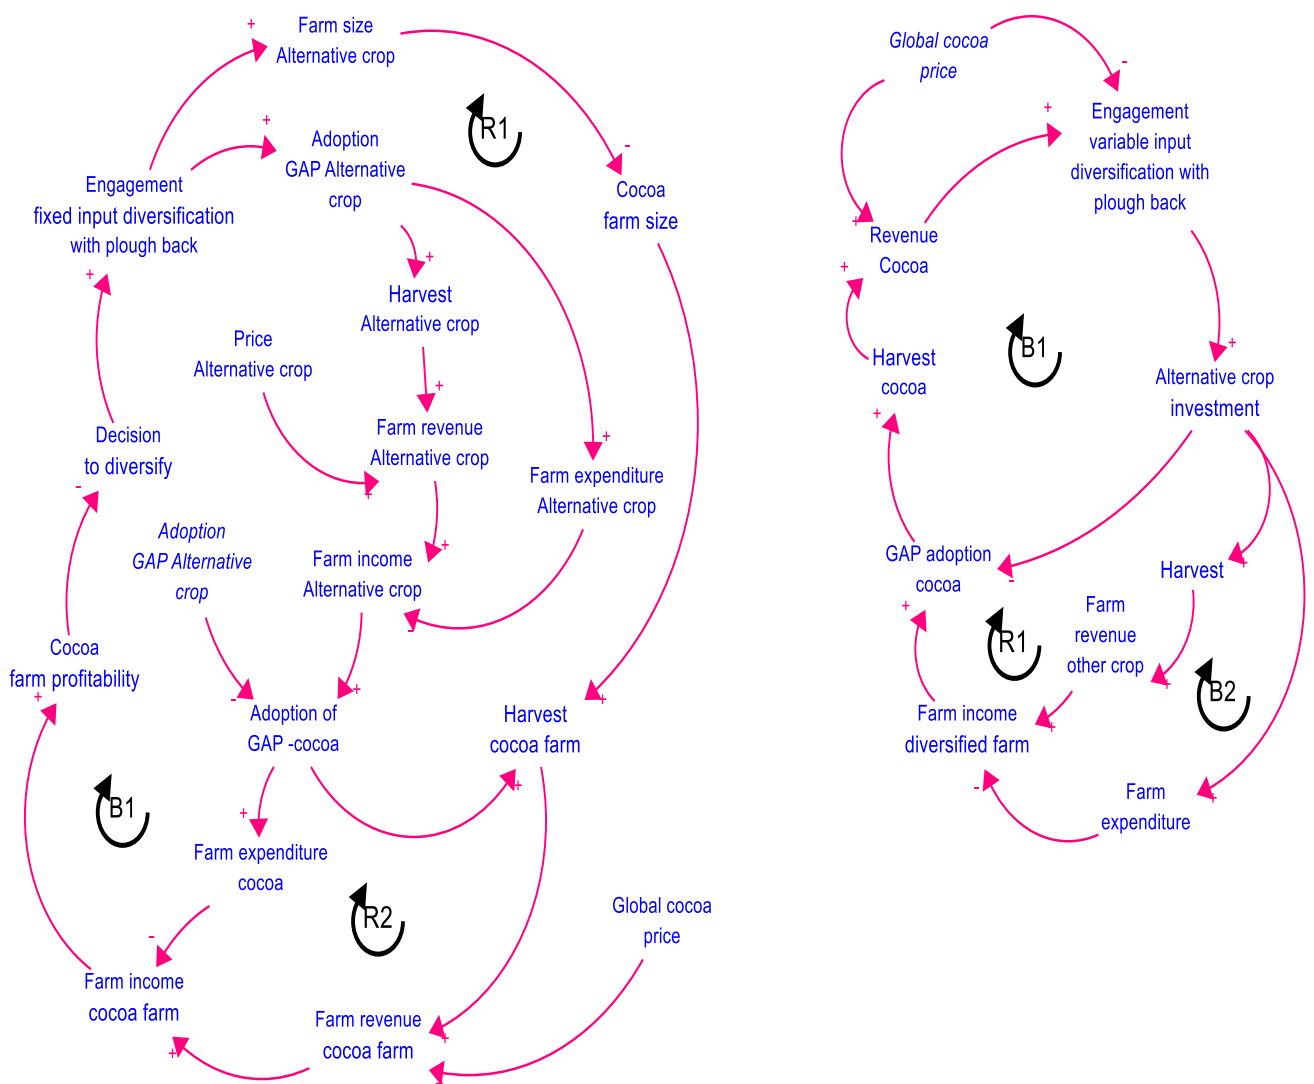 +
Farm size
Alternative crop
+
Adoption
GAP Alternative
crop
R1
-
Cocoa
farm size
Engagement
fixed input diversification
with plough back
+
+
Harvest
Alternative crop
Price
Alternative crop
+
Farm revenue
Alternative crop
+
Decision
to diversify
-
+
Farm expenditure
Alternative crop
Adoption
GAP Alternative
crop
+
Farm income
Alternative crop
-
Cocoa
farm profitability
+
-
+
Adoption of
GAP -cocoa
Harvest
cocoa farm
+
+
B1
+
Farm expenditure
cocoa
R2
-
Farm income
cocoa farm
Global cocoa
price
Farm revenue
cocoa farm
+
+
Global cocoa
price
-
+
Engagement
variable input
diversification with
plough back
+
Revenue
Cocoa
+
B1
Harvest
cocoa
+
+
Alternative crop
investment
GAP adoption
cocoa
-
+
Harvest
+
R1
Farm
revenue
other crop
+
B2
Farm income
diversified farm
+
-
Farm
expenditure
+